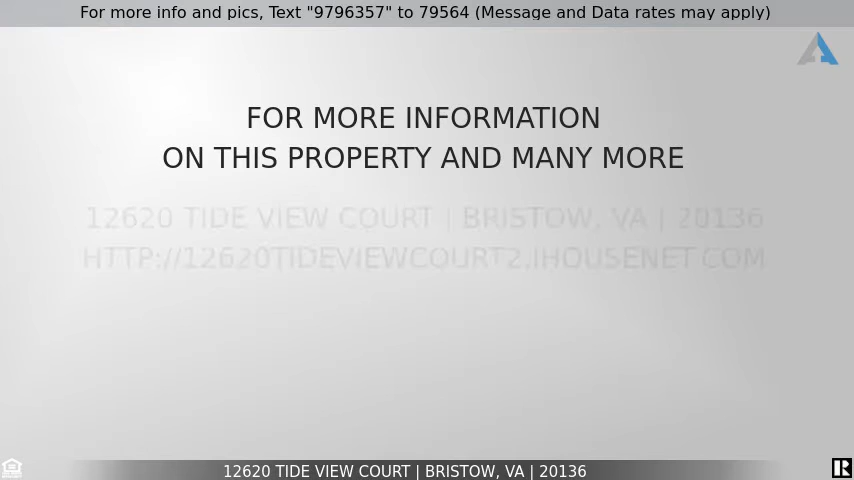 For more info and pics, Text "9796357" to 79564 (Message and Data rates may apply)
FOR MORE INFORMATION
ON THIS PROPERTY AND MANY MORE
12620 TIDE VIEW COURT | BRISTOW, VA | 20136
HTTP://12620TIDEVIEWCOURT2.IHOUSENET.COM
12620 TIDE VIEW COURT | BRISTOW, VA | 20136